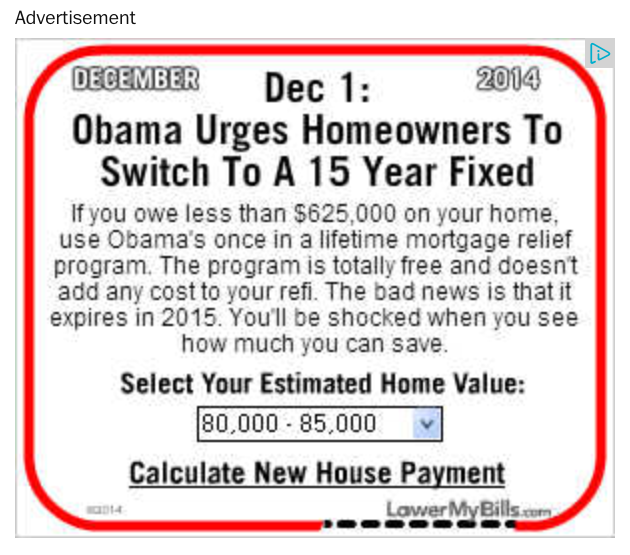 Advertisement
DECEMBER
2014
Dec 1:
Obama Urges Homeowners To
Switch To A 15 Year Fixed
If you owe less than $625,000 on your home,
use Obama's once in a lifetime mortgage relief
program. The program is totally free and doesn't
add any cost to your refi. The bad news is that it
expires in 2015. You'll be shocked when you see
how much you can save.
Select Your Estimated Home Value:
80,000 - 85,000
Calculate New House Payment
©2014
LowerMyBills.com